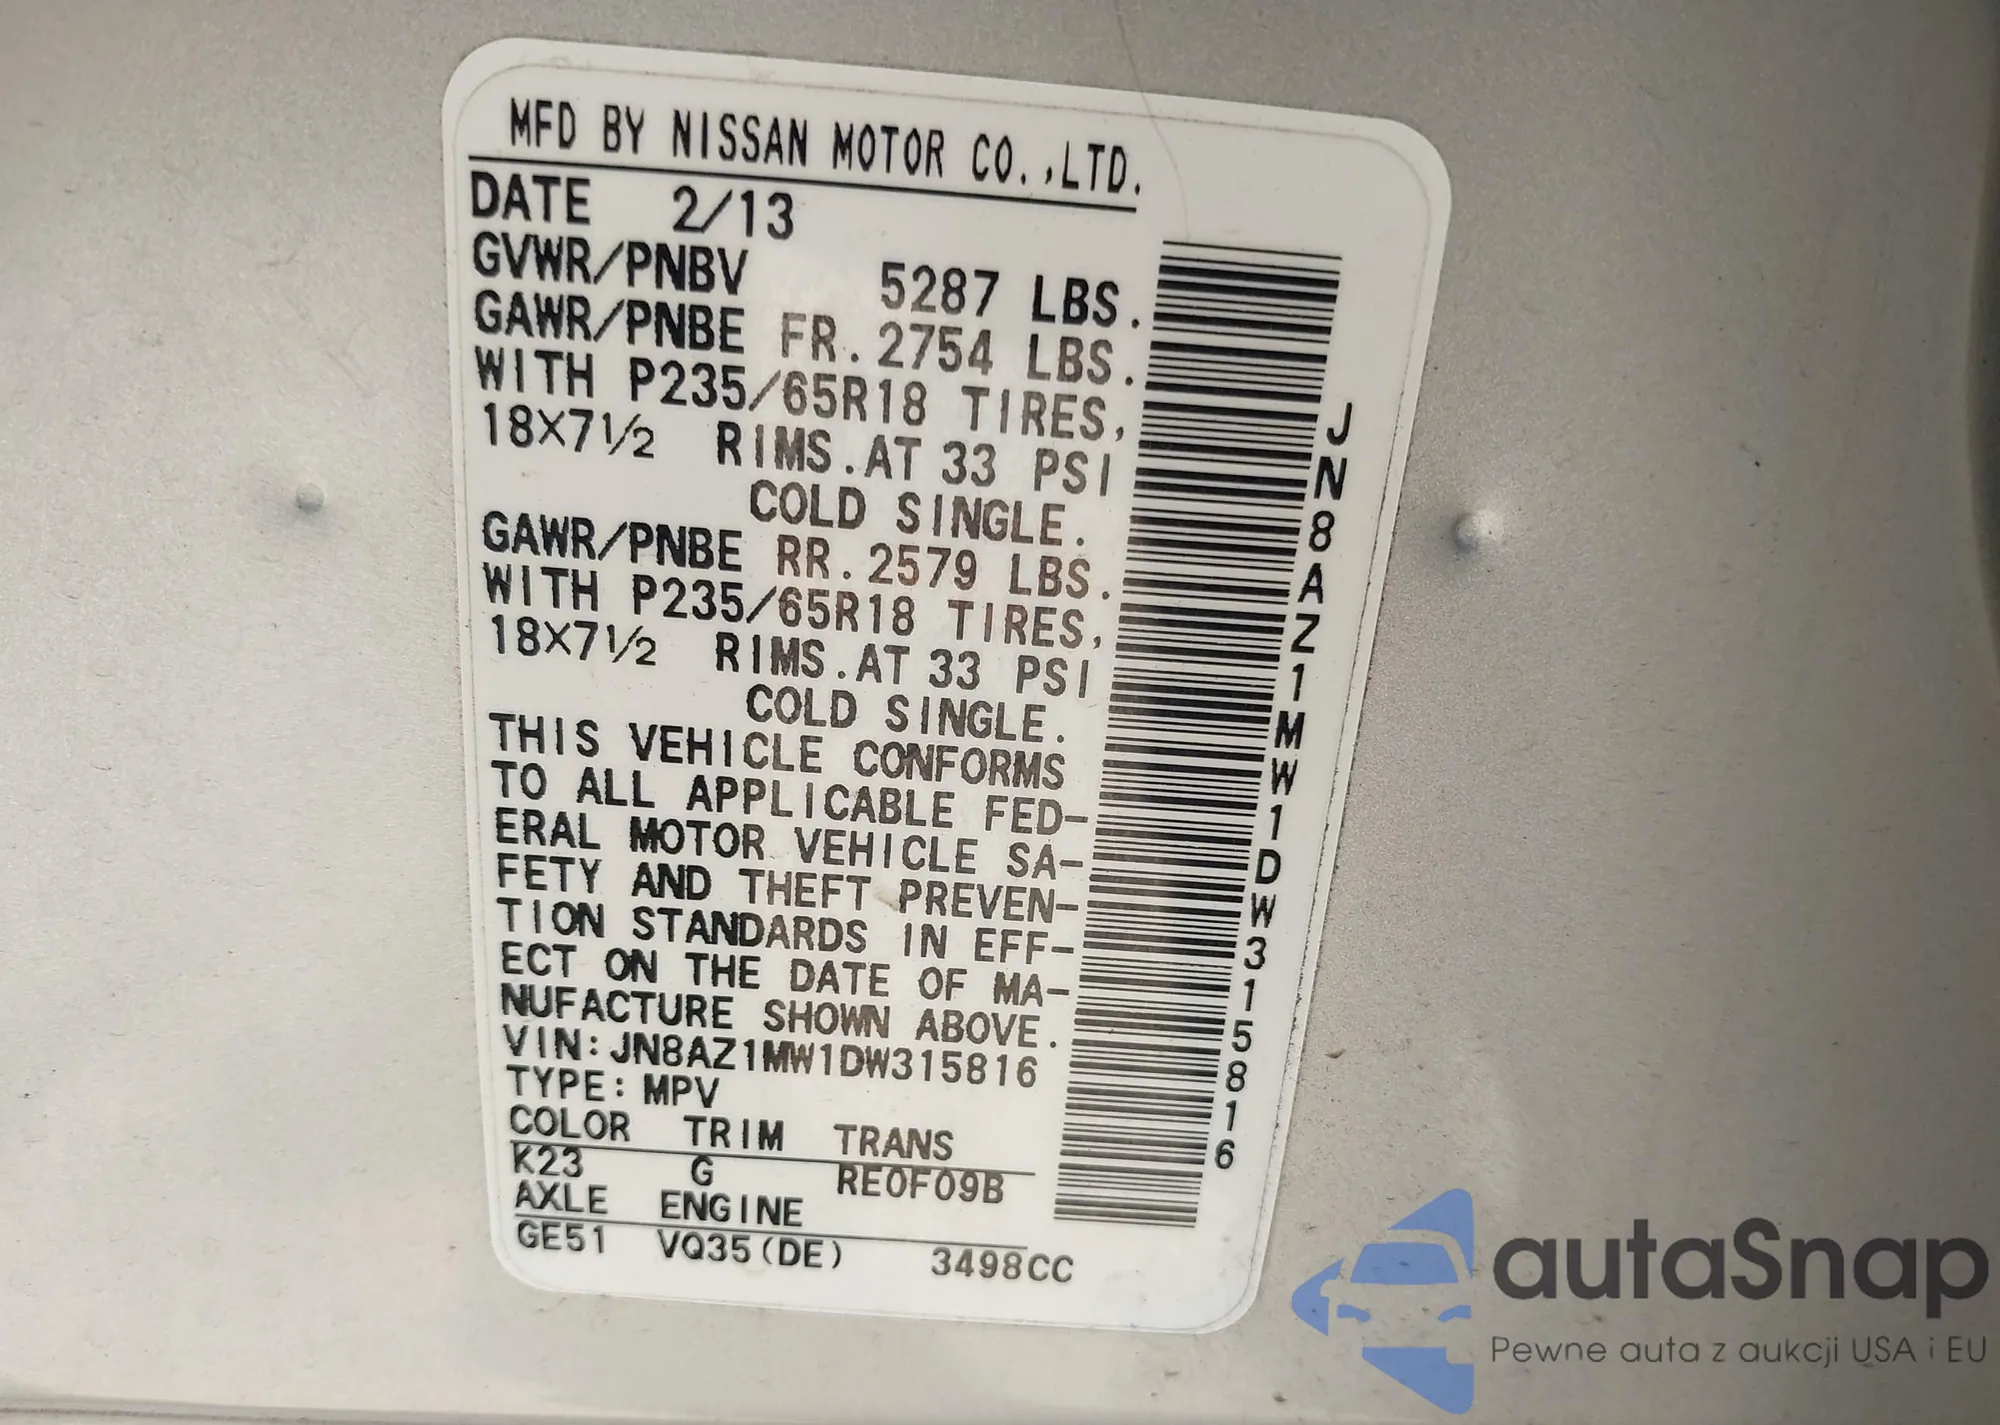 MFD BY NISSAN MOTOR CO.,LTD.
DATE 2/13
GVWR/PNBV 5287 LBS.
GAWR/PNBE FR. 2754 LBS.
WITH P235/65R18 TIRES,
18X7½ RIMS. AT 33 PSI
COLD SINGLE.
GAWR/PNBE RR. 2579 LBS.
WITH P235/65R18 TIRES,
18X7½ RIMS. AT 33 PSI
COLD SINGLE.
THIS VEHICLE CONFORMS
TO ALL APPLICABLE FED-
ERAL MOTOR VEHICLE SA-
FETY AND THEFT PREVEN-
TION STANDARDS IN EFF-
ECT ON THE DATE OF MA-
NUFACTURE SHOWN ABOVE.
VIN: JN8AZ1MW1DW315816
TYPE: MPV
COLOR TRIM TRANS
K23 G RE0F09B
AXLE ENGINE
GE51 VQ35(DE) 3498CC
JN8AZ1MW1DW315816
autaSnap
Pewne auta z aukcji USA i EU